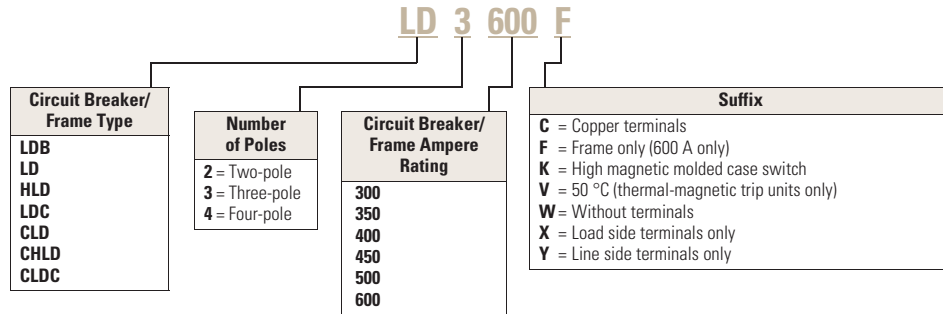 LD 3 600 F
Circuit Breaker/
Frame Type
LDB
LD
HLD
LDC
CLD
CHLD
CLDC
Number
of Poles
2 = Two-pole
3 = Three-pole
4 = Four-pole
Circuit Breaker/
Frame Ampere
Rating
300
350
400
450
500
600
Suffix
C = Copper terminals
F = Frame only (600 A only)
K = High magnetic molded case switch
V = 50 °C (thermal-magnetic trip units only)
W = Without terminals
X = Load side terminals only
Y = Line side terminals only